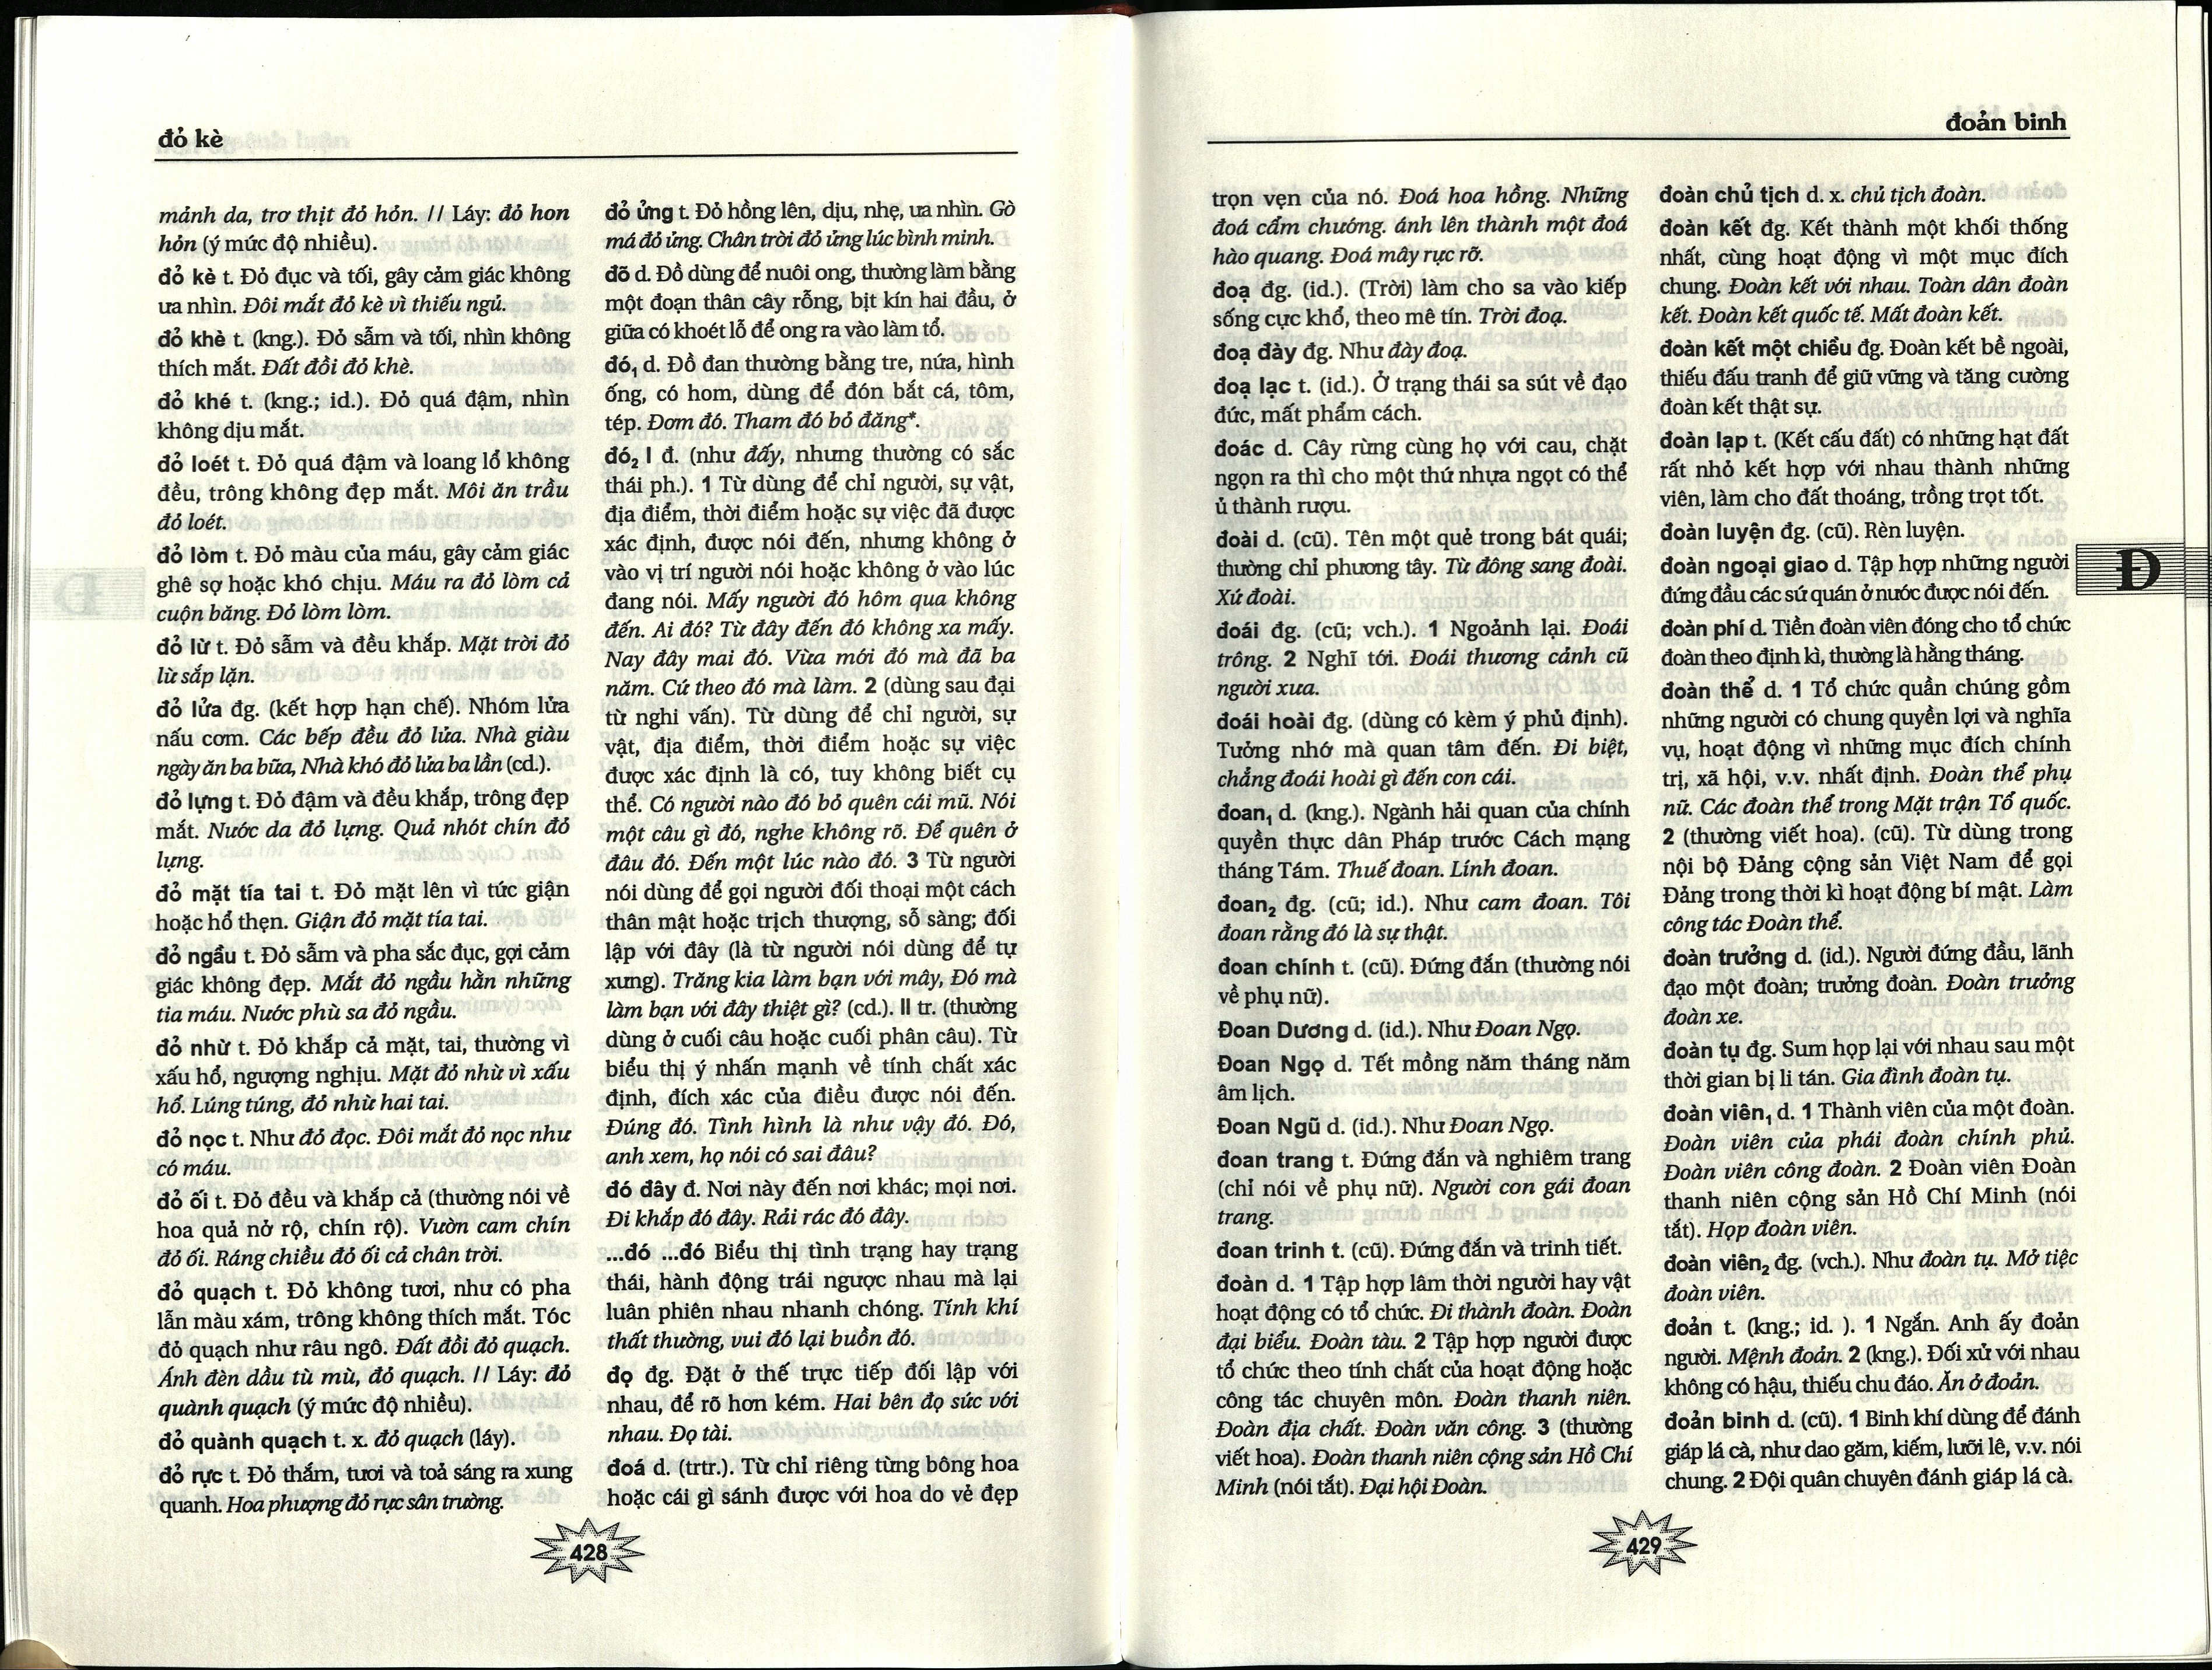 đỏ kè
mảnh da, trơ thịt đỏ hỏn. // Láy: đỏ hon
hỏn (ý mức độ nhiều).
đỏ kè t. Đỏ đục và tối, gây cảm giác không
ưa nhìn. Đôi mắt đỏ kè vì thiếu ngủ.
đỏ khè t. (kng.). Đỏ sẫm và tối, nhìn không
thích mắt. Đất đồi đỏ khè.
đỏ khé t. (kng.; id.). Đỏ quá đậm, nhìn
không dịu mắt.
đỏ loét t. Đỏ quá đậm và loang lổ không
đều, trông không đẹp mắt. Môi ăn trầu
đỏ loét.
đỏ lòm t. Đỏ màu của máu, gây cảm giác
ghê sợ hoặc khó chịu. Máu ra đỏ lòm cả
cuộn băng. Đỏ lòm lòm.
đỏ lừ t. Đỏ sẫm và đều khắp. Mặt trời đỏ
lừ sắp lặn.
đỏ lửa đg. (kết hợp hạn chế). Nhóm lửa
nấu cơm. Các bếp đều đỏ lửa. Nhà giàu
ngày ăn ba bữa, Nhà khó đỏ lửa ba lần (cd.).
đỏ lựng t. Đỏ đậm và đều khắp, trông đẹp
mắt. Nước da đỏ lựng. Quả nhót chín đỏ
lựng.
đỏ mặt tía tai t. Đỏ mặt lên vì tức giận
hoặc hổ thẹn. Giận đỏ mặt tía tai.
đỏ ngầu t. Đỏ sẫm và pha sắc đục, gợi cảm
giác không đẹp. Mắt đỏ ngầu hằn những
tia máu. Nước phù sa đỏ ngầu.
đỏ nhừ t. Đỏ khắp cả mặt, tai, thường vì
xấu hổ, ngượng nghịu. Mặt đỏ nhừ vì xấu
hổ. Lúng túng, đỏ nhừ hai tai.
đỏ nọc t. Như đỏ đọc. Đôi mắt đỏ nọc như
có máu.
đỏ ối t. Đỏ đều và khắp cả (thường nói về
hoa quả nở rộ, chín rộ). Vườn cam chín
đỏ ối. Ráng chiều đỏ ối cả chân trời.
đỏ quạch t. Đỏ không tươi, như có pha
lẫn màu xám, trông không thích mắt. Tóc
đỏ quạch như râu ngô. Đất đồi đỏ quạch.
Ánh đèn dầu tù mù, đỏ quạch. // Láy: đỏ
quành quạch (ý mức độ nhiều).
đỏ quành quạch t. x. đỏ quạch (láy).
đỏ rực t. Đỏ thắm, tươi và toả sáng ra xung
quanh. Hoa phượng đỏ rực sân trường.
đỏ ửng t. Đỏ hồng lên, dịu, nhẹ, ưa nhìn. Gò
má đỏ ửng. Chân trời đỏ ửng lúc bình minh.
đõ d. Đồ dùng để nuôi ong, thường làm bằng
một đoạn thân cây rỗng, bịt kín hai đầu, ở
giữa có khoét lỗ để ong ra vào làm tổ.
đó₁ d. Đồ đan thường bằng tre, nứa, hình
ống, có hom, dùng để đón bắt cá, tôm,
tép. Đơm đó. Tham đó bỏ đăng*.
đó₂ I đ. (như đấy, nhưng thường có sắc
thái ph.). 1 Từ dùng để chỉ người, sự vật,
địa điểm, thời điểm hoặc sự việc đã được
xác định, được nói đến, nhưng không ở
vào vị trí người nói hoặc không ở vào lúc
đang nói. Mấy người đó hôm qua không
đến. Ai đó? Từ đây đến đó không xa mấy.
Nay đây mai đó. Vừa mới đó mà đã ba
năm. Cứ theo đó mà làm. 2 (dùng sau đại
từ nghi vấn). Từ dùng để chỉ người, sự
vật, địa điểm, thời điểm hoặc sự việc
được xác định là có, tuy không biết cụ
thể. Có người nào đó bỏ quên cái mũ. Nói
một câu gì đó, nghe không rõ. Để quên ở
đâu đó. Đến một lúc nào đó. 3 Từ người
nói dùng để gọi người đối thoại một cách
thân mật hoặc trịch thượng, sỗ sàng; đối
lập với đây (là từ người nói dùng để tự
xưng). Trăng kia làm bạn với mây, Đó mà
làm bạn với đây thiệt gì? (cd.). II tr. (thường
dùng ở cuối câu hoặc cuối phân câu). Từ
biểu thị ý nhấn mạnh về tính chất xác
định, đích xác của điều được nói đến.
Đúng đó. Tình hình là như vậy đó. Đó,
anh xem, họ nói có sai đâu?
đó đây đ. Nơi này đến nơi khác; mọi nơi.
Đi khắp đó đây. Rải rác đó đây.
...đó ...đó Biểu thị tình trạng hay trạng
thái, hành động trái ngược nhau mà lại
luân phiên nhau nhanh chóng. Tính khí
thất thường, vui đó lại buồn đó.
đọ đg. Đặt ở thế trực tiếp đối lập với
nhau, để rõ hơn kém. Hai bên đọ sức với
nhau. Đọ tài.
đoá d. (trtr.). Từ chỉ riêng từng bông hoa
hoặc cái gì sánh được với hoa do vẻ đẹp
428
đoản binh
trọn vẹn của nó. Đoá hoa hồng. Những
đoá cẩm chướng. ánh lên thành một đoá
hào quang. Đoá mây rực rỡ.
đoạ đg. (id.). (Trời) làm cho sa vào kiếp
sống cực khổ, theo mê tín. Trời đoạ.
đoạ đày đg. Như đày đoạ.
đoạ lạc t. (id.). Ở trạng thái sa sút về đạo
đức, mất phẩm cách.
đoác d. Cây rừng cùng họ với cau, chặt
ngọn ra thì cho một thứ nhựa ngọt có thể
ủ thành rượu.
đoài d. (cũ). Tên một quẻ trong bát quái;
thường chỉ phương tây. Từ đông sang đoài.
Xứ đoài.
đoái đg. (cũ; vch.). 1 Ngoảnh lại. Đoái
trông. 2 Nghĩ tới. Đoái thương cảnh cũ
người xưa.
đoái hoài đg. (dùng có kèm ý phủ định).
Tưởng nhớ mà quan tâm đến. Đi biệt,
chẳng đoái hoài gì đến con cái.
đoan₁ d. (kng.). Ngành hải quan của chính
quyền thực dân Pháp trước Cách mạng
tháng Tám. Thuế đoan. Lính đoan.
đoan₂ đg. (cũ; id.). Như cam đoan. Tôi
đoan rằng đó là sự thật.
đoan chính t. (cũ). Đứng đắn (thường nói
về phụ nữ).
Đoan Dương d. (id.). Như Đoan Ngọ.
Đoan Ngọ d. Tết mồng năm tháng năm
âm lịch.
Đoan Ngũ d. (id.). Như Đoan Ngọ.
đoan trang t. Đứng đắn và nghiêm trang
(chỉ nói về phụ nữ). Người con gái đoan
trang.
đoan trinh t. (cũ). Đứng đắn và trinh tiết.
đoàn d. 1 Tập hợp lâm thời người hay vật
hoạt động có tổ chức. Đi thành đoàn. Đoàn
đại biểu. Đoàn tàu. 2 Tập hợp người được
tổ chức theo tính chất của hoạt động hoặc
công tác chuyên môn. Đoàn thanh niên.
Đoàn địa chất. Đoàn văn công. 3 (thường
viết hoa). Đoàn thanh niên cộng sản Hồ Chí
Minh (nói tắt). Đại hội Đoàn.
đoàn chủ tịch d. x. chủ tịch đoàn.
đoàn kết đg. Kết thành một khối thống
nhất, cùng hoạt động vì một mục đích
chung. Đoàn kết với nhau. Toàn dân đoàn
kết. Đoàn kết quốc tế. Mất đoàn kết.
đoàn kết một chiều đg. Đoàn kết bề ngoài,
thiếu đấu tranh để giữ vững và tăng cường
đoàn kết thật sự.
đoàn lạp t. (Kết cấu đất) có những hạt đất
rất nhỏ kết hợp với nhau thành những
viên, làm cho đất thoáng, trồng trọt tốt.
đoàn luyện đg. (cũ). Rèn luyện.
đoàn ngoại giao d. Tập hợp những người
đứng đầu các sứ quán ở nước được nói đến.
đoàn phí d. Tiền đoàn viên đóng cho tổ chức
đoàn theo định kì, thường là hằng tháng.
đoàn thể d. 1 Tổ chức quần chúng gồm
những người có chung quyền lợi và nghĩa
vụ, hoạt động vì những mục đích chính
trị, xã hội, v.v. nhất định. Đoàn thể phụ
nữ. Các đoàn thể trong Mặt trận Tổ quốc.
2 (thường viết hoa). (cũ). Từ dùng trong
nội bộ Đảng cộng sản Việt Nam để gọi
Đảng trong thời kì hoạt động bí mật. Làm
công tác Đoàn thể.
đoàn trưởng d. (id.). Người đứng đầu, lãnh
đạo một đoàn; trưởng đoàn. Đoàn trưởng
đoàn xe.
đoàn tụ đg. Sum họp lại với nhau sau một
thời gian bị li tán. Gia đình đoàn tụ.
đoàn viên₁ d. 1 Thành viên của một đoàn.
Đoàn viên của phái đoàn chính phủ.
Đoàn viên công đoàn. 2 Đoàn viên Đoàn
thanh niên cộng sản Hồ Chí Minh (nói
tắt). Họp đoàn viên.
đoàn viên₂ đg. (vch.). Như đoàn tụ. Mở tiệc
đoàn viên.
đoản t. (kng.; id. ). 1 Ngắn. Anh ấy đoản
người. Mệnh đoản. 2 (kng.). Đối xử với nhau
không có hậu, thiếu chu đáo. Ăn ở đoản.
đoản binh d. (cũ). 1 Binh khí dùng để đánh
giáp lá cà, như dao găm, kiếm, lưỡi lê, v.v. nói
chung. 2 Đội quân chuyên đánh giáp lá cà.
Đ
429